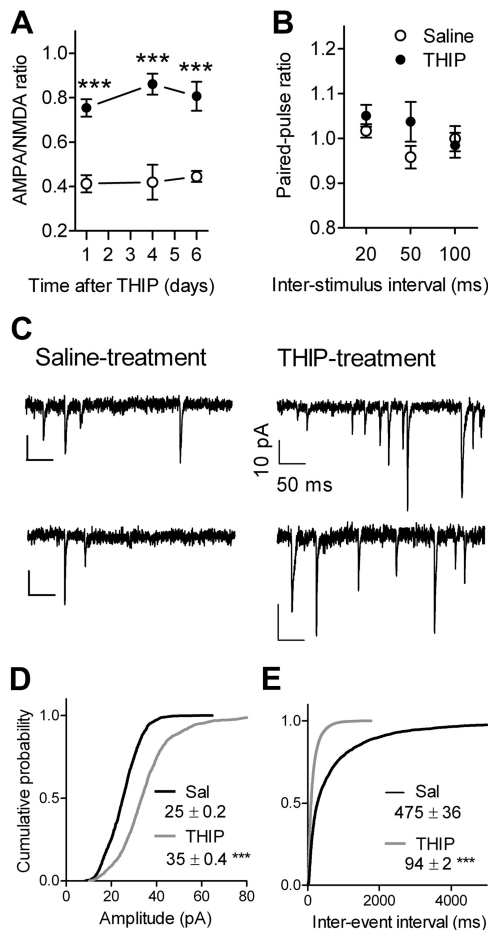 A
AMPA/NMDA ratio
1.0
0.8
0.6
0.4
0.2
***
***
***
1 2 3 4 5 6
Time after THIP (days)
B
Saline
THIP
Paired-pulse ratio
1.2
1.1
1.0
0.9
0.8
20 50 100
Inter-stimulus interval (ms)
C
Saline-treatment
THIP-treatment
10 pA
50 ms
D
Cumulative probability
1.0
0.5
0.0
Sal
25 ± 0.2
THIP
35 ± 0.4 ***
0 20 40 60 80
Amplitude (pA)
E
1.0
0.5
0.0
Sal
475 ± 36
THIP
94 ± 2 ***
0 2000 4000
Inter-event interval (ms)